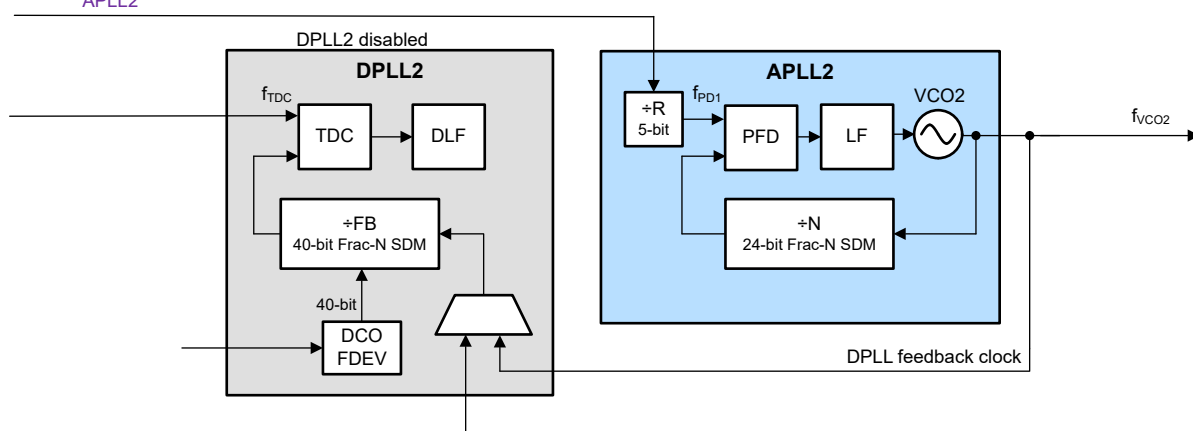 APLL2
DPLL2 disabled
DPLL2
APLL2
fTDC
TDC
DLF
÷R
5-bit
fPD1
PFD
LF
VCO2
fVCO2
÷FB
40-bit Frac-N SDM
÷N
24-bit Frac-N SDM
40-bit
DCO
FDEV
DPLL feedback clock